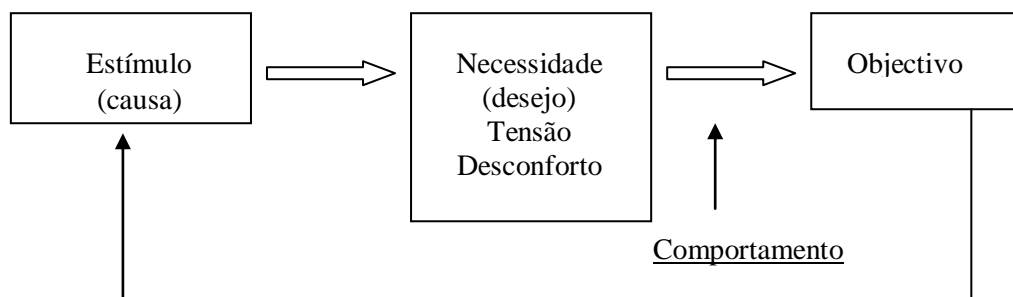 Estímulo
(causa)
Necessidade
(desejo)
Tensão
Desconforto
Objectivo
Comportamento